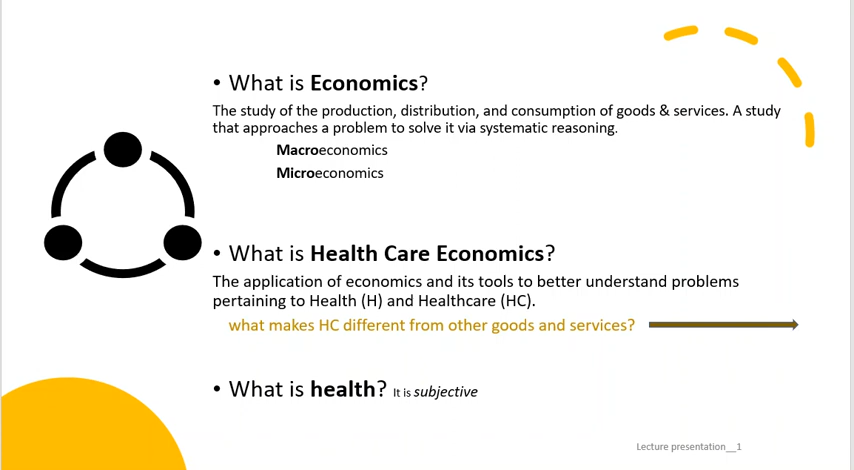 • What is Economics?
The study of the production, distribution, and consumption of goods & services. A study
that approaches a problem to solve it via systematic reasoning.
Macroeconomics
Microeconomics
• What is Health Care Economics?
The application of economics and its tools to better understand problems
pertaining to Health (H) and Healthcare (HC).
what makes HC different from other goods and services?
• What is health? It is subjective
Lecture presentation__1